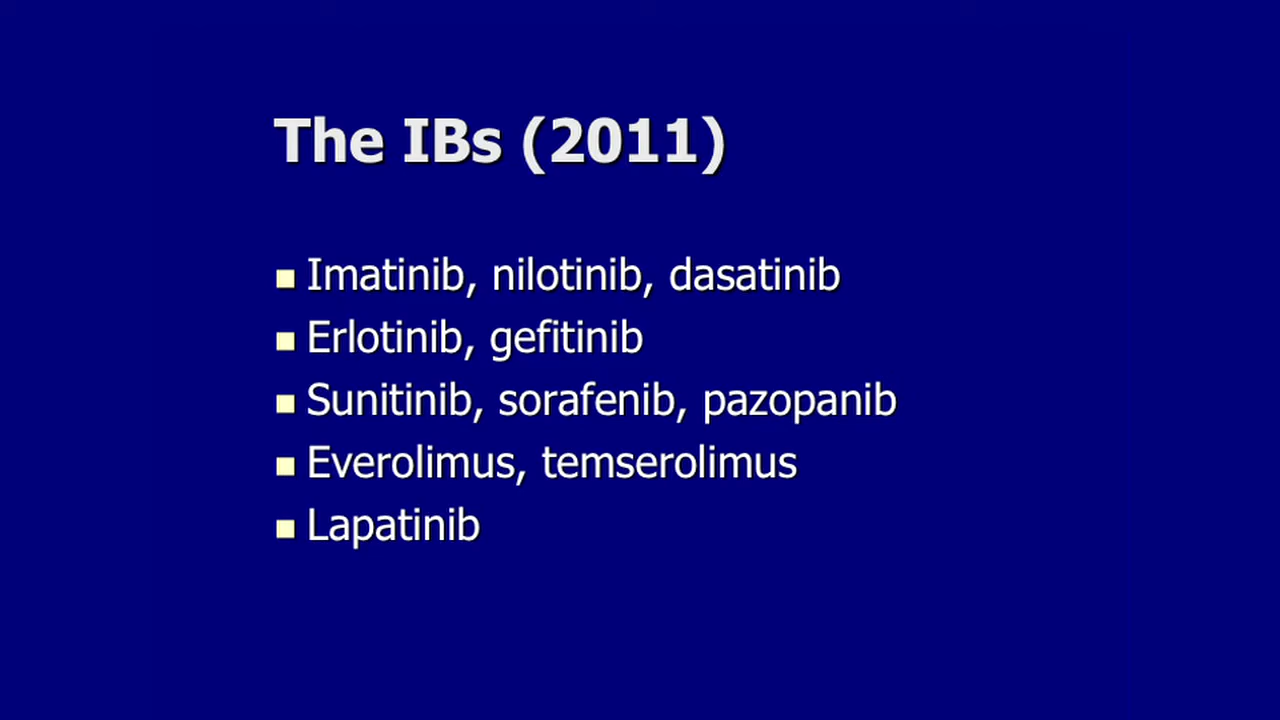 The IBs (2011)
Imatinib, nilotinib, dasatinib
Erlotinib, gefitinib
Sunitinib, sorafenib, pazopanib
Everolimus, temserolimus
Lapatinib